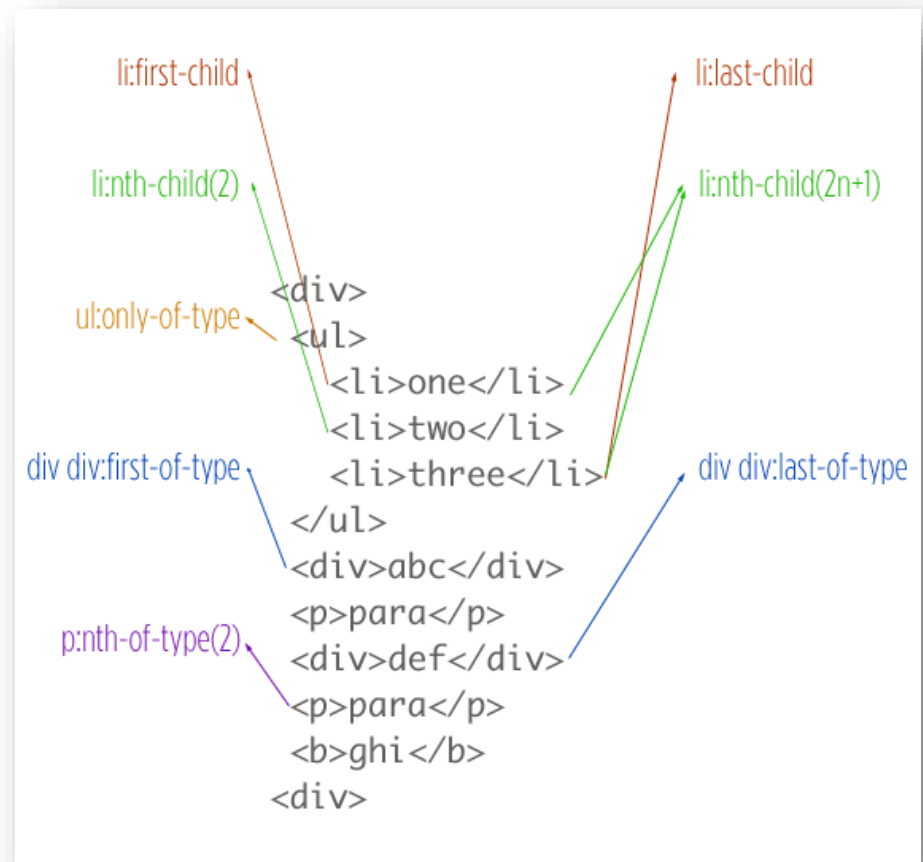 li:first-child
li:last-child
li:nth-child(2)
li:nth-child(2n+1)
<div>
ul:only-of-type
<ul>
<li>one</li>
<li>two</li>
div div:first-of-type
<li>three</li>
div div:last-of-type
</ul>
<div>abc</div>
<p>para</p>
p:nth-of-type(2)
<div>def</div>
<p>para</p>
<b>ghi</b>
<div>